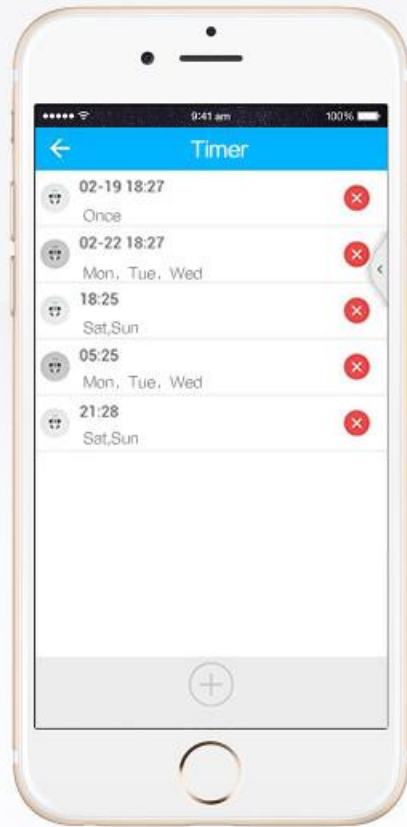 9:41 am 100%
Timer
02-19 18:27
Once
02-22 18:27
Mon, Tue, Wed
18:25
Sat,Sun
05:25
Mon, Tue, Wed
21:28
Sat,Sun